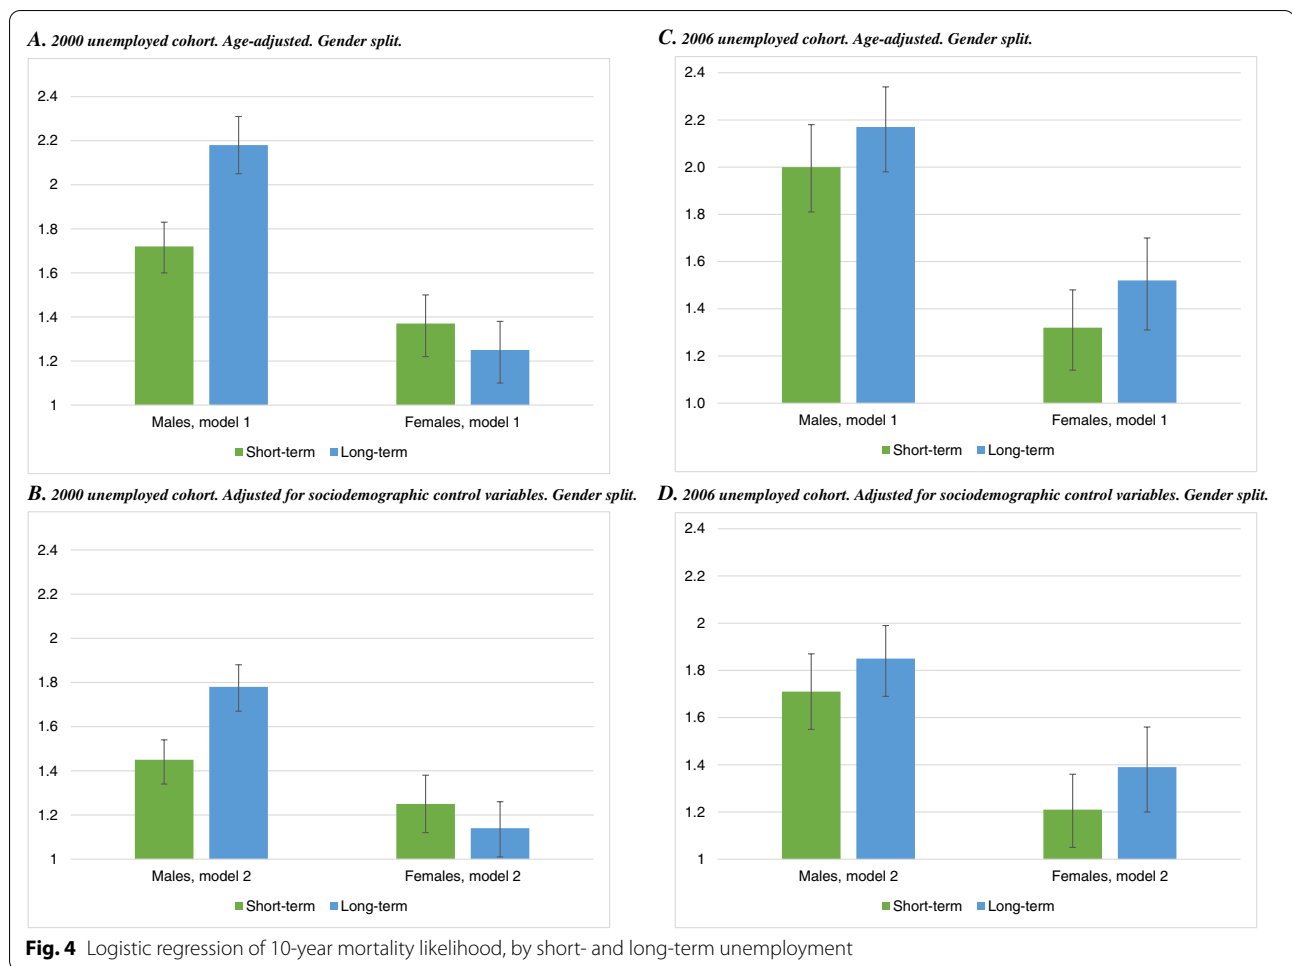 A. 2000 unemployed cohort. Age-adjusted. Gender split.
2.4
2.2
2
1.8
1.6
1.4
1.2
1
Males, model 1 Females, model 1
Short-term Long-term
B. 2000 unemployed cohort. Adjusted for sociodemographic control variables. Gender split.
2.4
2.2
2
1.8
1.6
1.4
1.2
1
Males, model 2 Females, model 2
Short-term Long-term
C. 2006 unemployed cohort. Age-adjusted. Gender split.
2.4
2.2
2.0
1.8
1.6
1.4
1.2
1.0
Males, model 1 Females, model 1
Short-term Long-term
D. 2006 unemployed cohort. Adjusted for sociodemographic control variables. Gender split.
2.4
2.2
2
1.8
1.6
1.4
1.2
1
Males, model 2 Females, model 2
Short-term Long-term
Fig. 4 Logistic regression of 10-year mortality likelihood, by short- and long-term unemployment